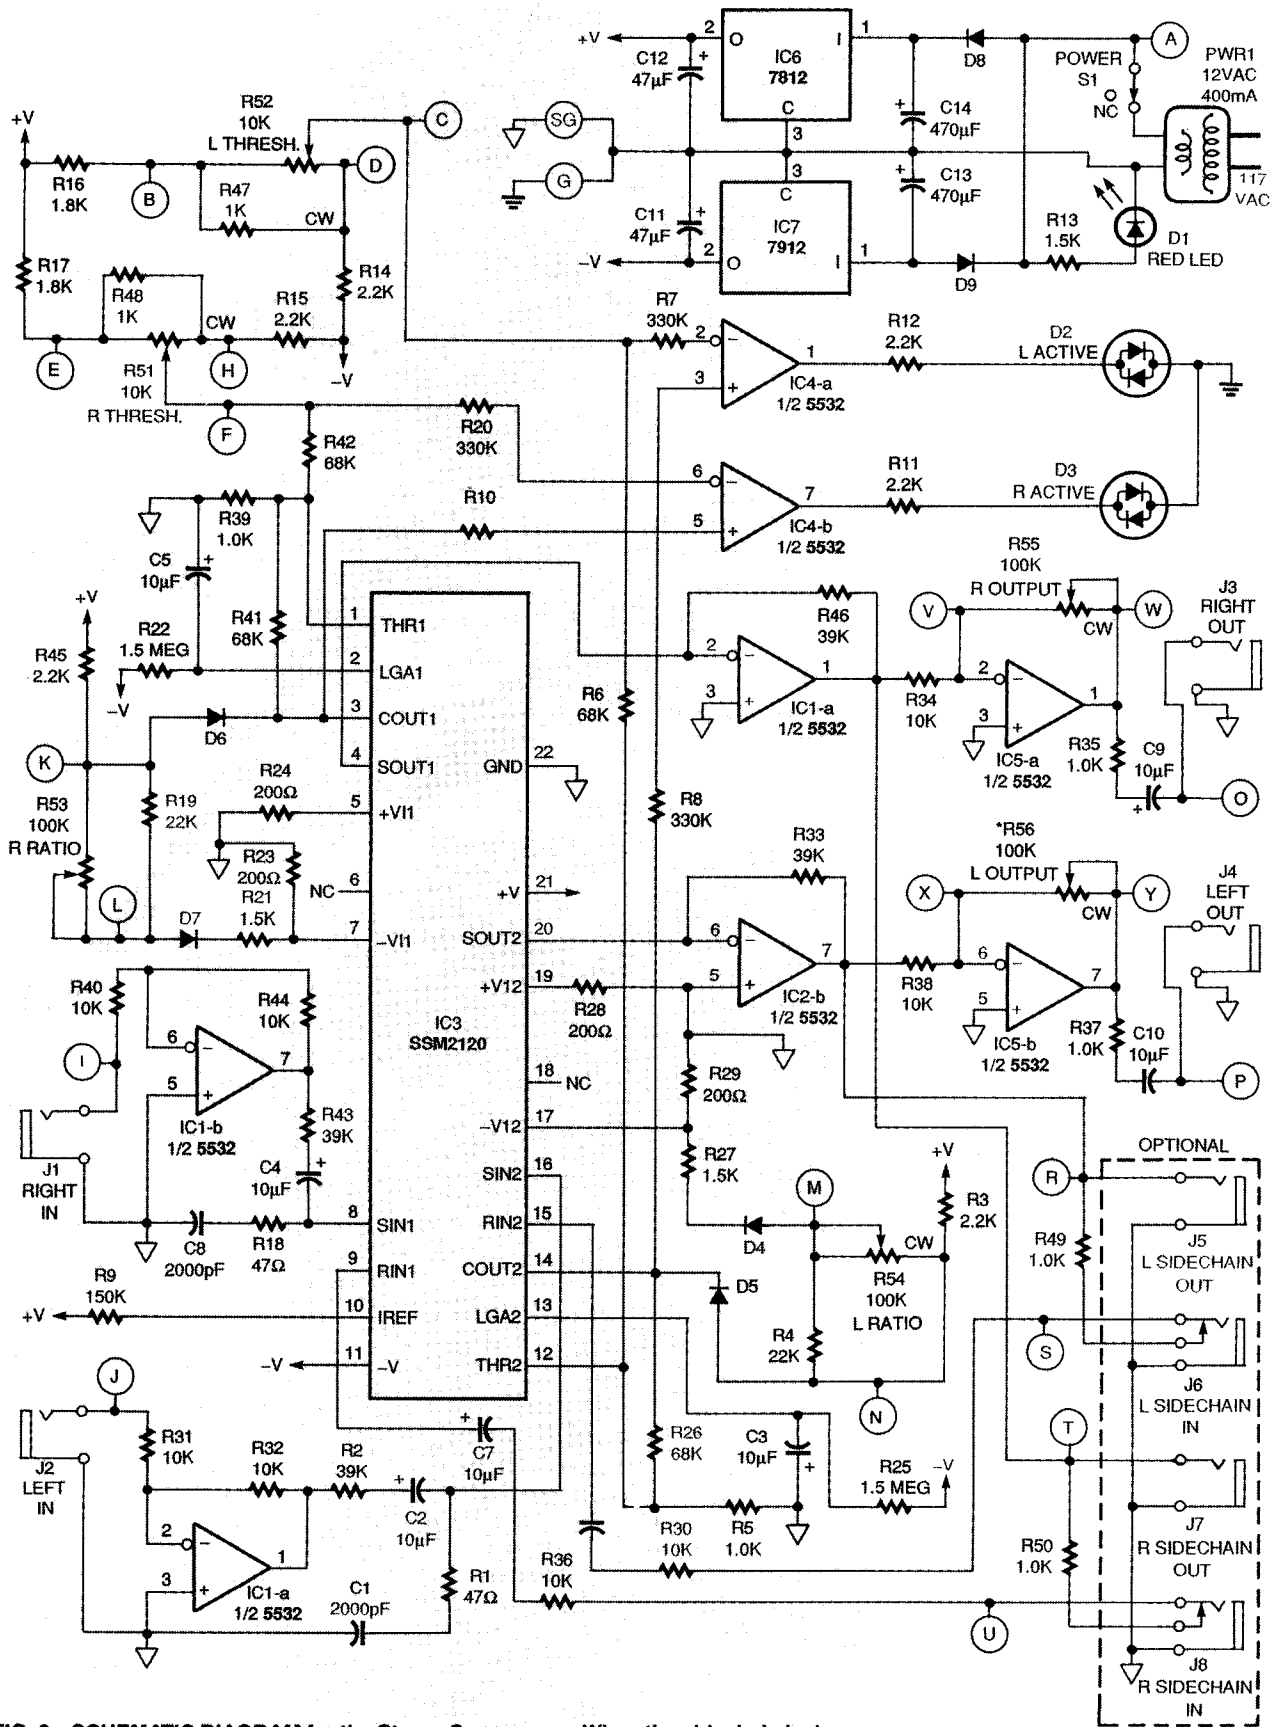 2
O
IC6
7812
I
1
C
3
+V
C12
47µF
+
D8
A
POWER
S1
NC
PWR1
12VAC
400mA
+
C14
470µF
SG
G
3
C
IC7
7912
2
O
I
1
C11
47µF
+
–V
+
C13
470µF
D9
R13
1.5K
D1
RED LED
117
VAC
+V
R52
10K
L THRESH.
C
D
R16
1.8K
B
R47
1K
CW
R17
1.8K
R48
1K
R14
2.2K
R15
2.2K
CW
E
H
–V
R51
10K
R THRESH.
F
R7
330K
2
–
3
+
1
IC4-a
1/2 5532
R12
2.2K
D2
L ACTIVE
R20
330K
R42
68K
6
–
5
+
7
IC4-b
1/2 5532
R11
2.2K
D3
R ACTIVE
R10
R39
1.0K
C5
10µF
+
R41
68K
+V
R45
2.2K
R22
1.5 MEG
–V
D6
K
R53
100K
R RATIO
R19
22K
R24
200Ω
R23
200Ω
R21
1.5K
NC
L
D7
1
THR1
2
LGA1
3
COUT1
4
SOUT1
5
+VI1
6
7
–VI1
8
SIN1
9
RIN1
10
IREF
11
–V
–V
IC3
SSM2120
22
GND
21
+V
20
SOUT2
19
+V12
18
NC
17
–V12
16
SIN2
15
RIN2
14
COUT2
13
LGA2
12
THR2
R6
68K
R8
330K
R46
39K
2
–
3
+
1
IC1-a
1/2 5532
V
R55
100K
R OUTPUT
CW
W
R34
10K
2
–
3
+
1
IC5-a
1/2 5532
R35
1.0K
C9
10µF
+
J3
RIGHT
OUT
O
R33
39K
6
–
5
+
7
IC2-b
1/2 5532
X
*R56
100K
L OUTPUT
CW
Y
R38
10K
6
–
5
+
7
IC5-b
1/2 5532
R37
1.0K
C10
10µF
J4
LEFT
OUT
P
R28
200Ω
R29
200Ω
R27
1.5K
R40
10K
R44
10K
I
6
–
5
+
7
IC1-b
1/2 5532
R43
39K
C4
10µF
+
J1
RIGHT
IN
C8
2000pF
R18
47Ω
R9
150K
+V
M
D4
D5
CW
R54
100K
L RATIO
+V
R3
2.2K
R4
22K
N
OPTIONAL
R
R49
1.0K
J5
L SIDECHAIN
OUT
S
J6
L SIDECHAIN
IN
T
R50
1.0K
J7
R SIDECHAIN
OUT
U
J8
R SIDECHAIN
IN
J
J2
LEFT
IN
R31
10K
R32
10K
R2
39K
+
C2
10µF
2
–
3
+
1
IC1-a
1/2 5532
C1
2000pF
R1
47Ω
+
C7
10µF
R36
10K
R30
10K
R26
68K
R5
1.0K
C3
10µF
+
R25
1.5 MEG
–V